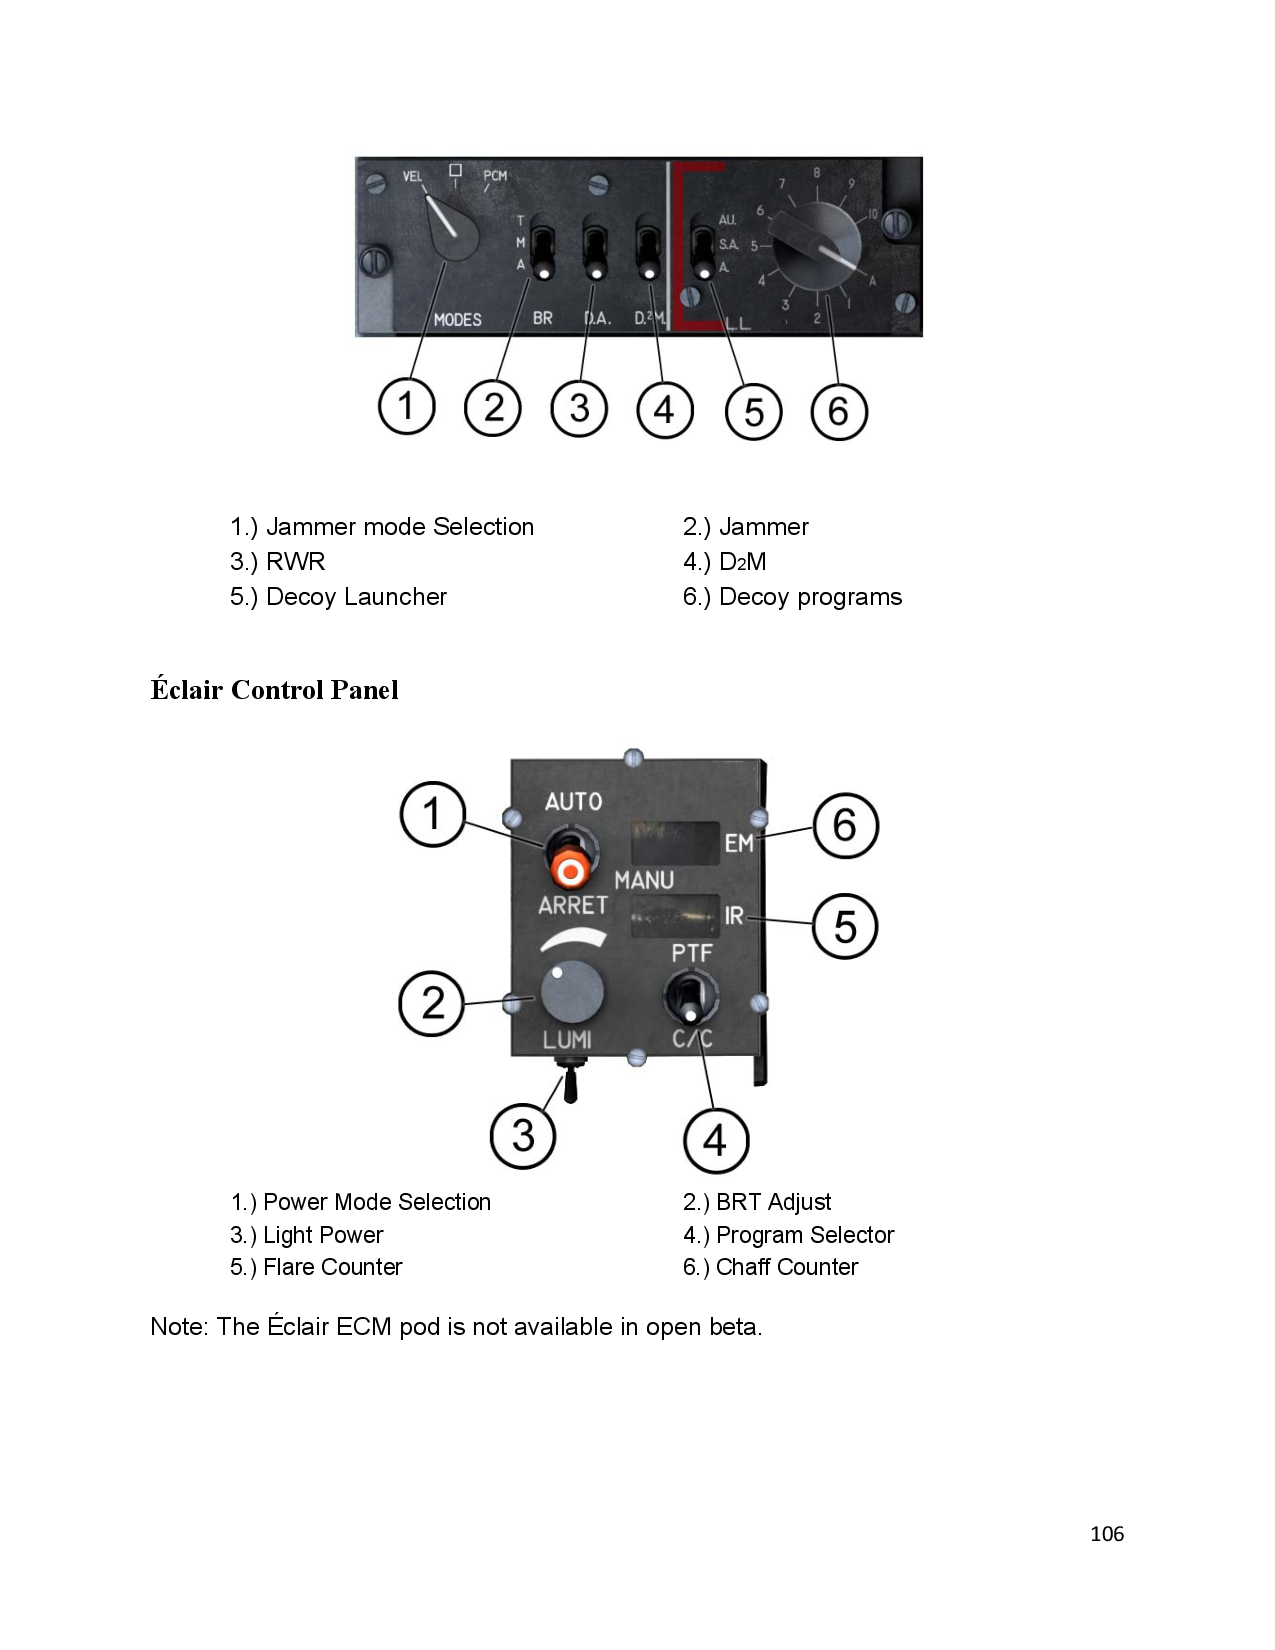 VEL □ PCM
T
M
A
MODES BR D.A. D.²M.
AU.
S.A.
A.
L.L.
1 2 3 4 5 6 7 8 9 10 A
1 2 3 4 5 6
1.) Jammer mode Selection 2.) Jammer
3.) RWR 4.) D2M
5.) Decoy Launcher 6.) Decoy programs
Éclair Control Panel
AUTO
EM
MANU
ARRET
IR
PTF
LUMI C/C
1 6
5
2
3 4
1.) Power Mode Selection 2.) BRT Adjust
3.) Light Power 4.) Program Selector
5.) Flare Counter 6.) Chaff Counter
Note: The Éclair ECM pod is not available in open beta.
106